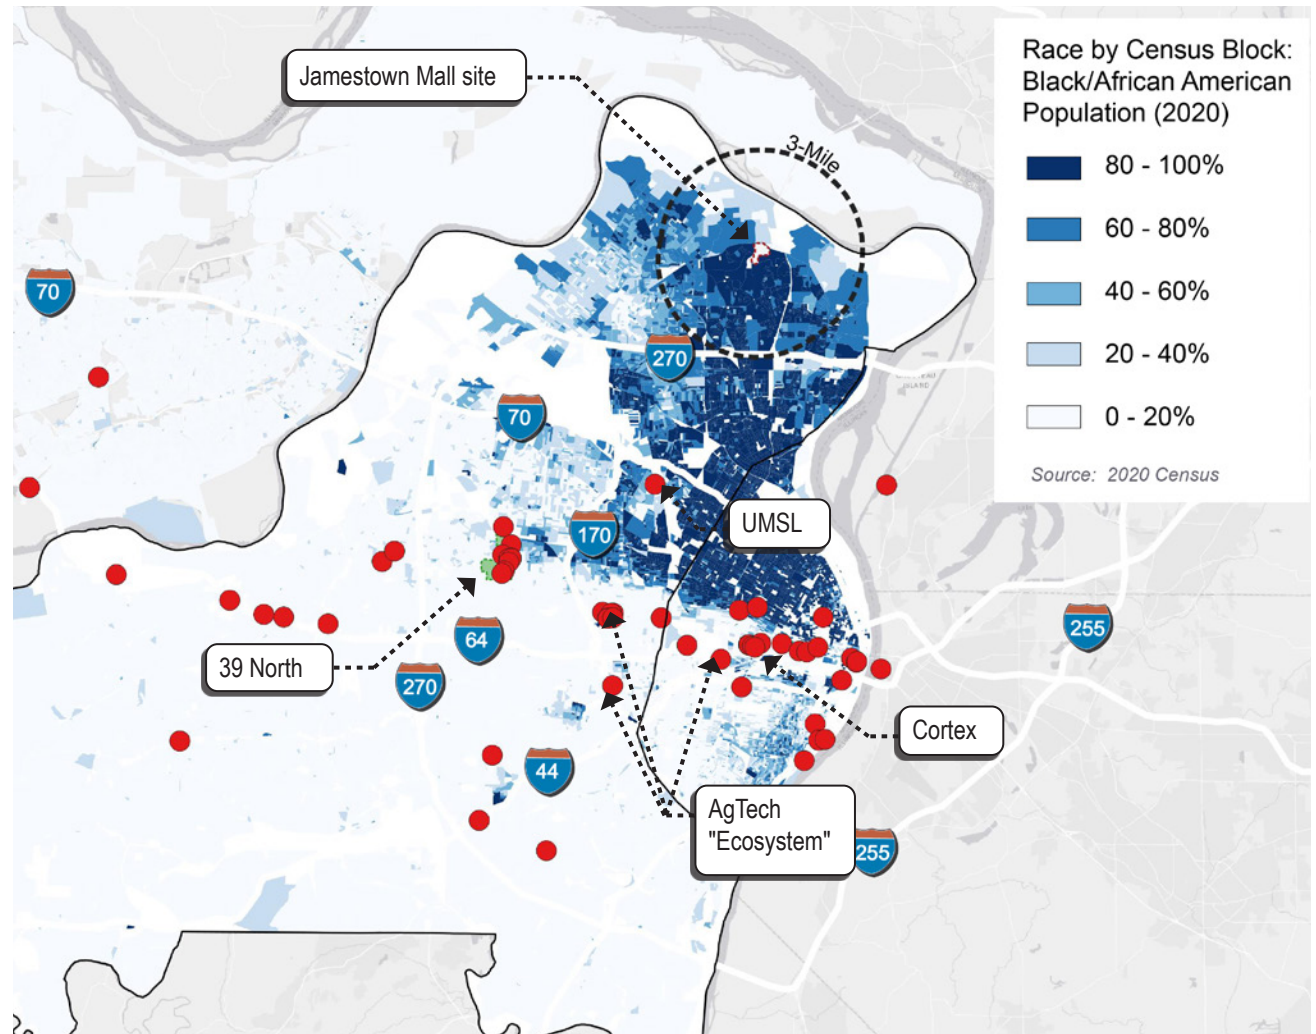 Jamestown Mall site
Race by Census Block:
Black/African American
Population (2020)
80 - 100%
60 - 80%
40 - 60%
20 - 40%
0 - 20%
Source: 2020 Census
3-Mile
70
270
70
ISLAND
UMSL
170
39 North
64
270
255
Cortex
44
AgTech
"Ecosystem"
255